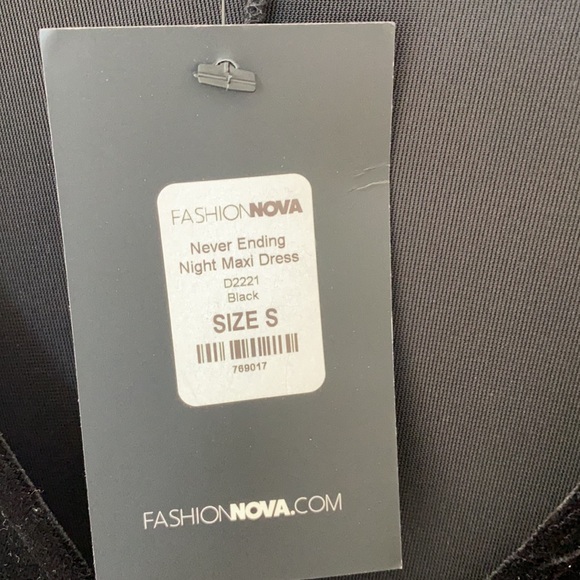 FASHIONNOVA
Never Ending
Night Maxi Dress
D2221
Black
SIZE S
769017
FASHIONNOVA.COM